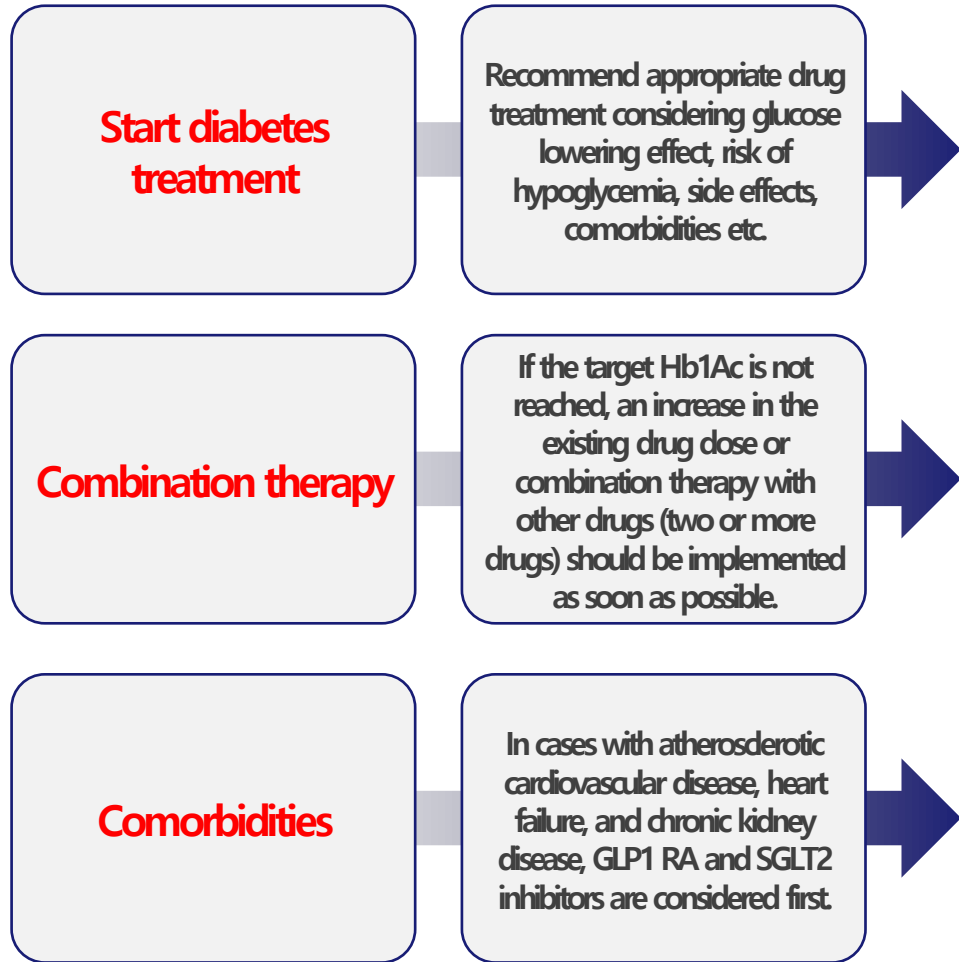 Start diabetes
treatment
Recommend appropriate drug
treatment considering glucose
lowering effect, risk of
hypoglycemia, side effects,
comorbidities etc.
Combination therapy
If the target Hb1Ac is not
reached, an increase in the
existing drug dose or
combination therapy with
other drugs (two or more
drugs) should be implemented
as soon as possible.
Comorbidities
In cases with atherosclerotic
cardiovascular disease, heart
failure, and chronic kidney
disease, GLP1 RA and SGLT2
inhibitors are considered first.